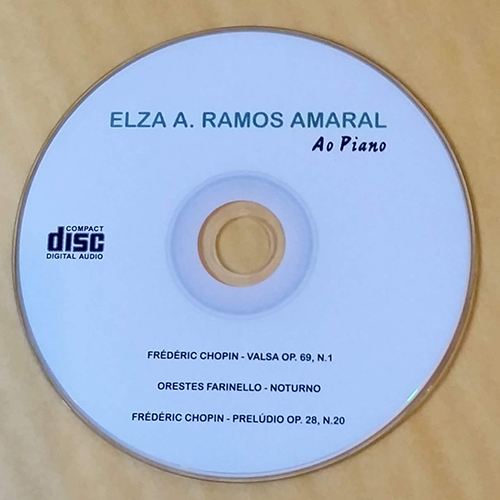 ELZA A. RAMOS AMARAL
Ao Piano
COMPACT
disc
DIGITAL AUDIO
FRÉDÉRIC CHOPIN - VALSA OP. 69, N.1
ORESTES FARINELLO - NOTURNO
FRÉDÉRIC CHOPIN - PRELÚDIO OP. 28, N.20